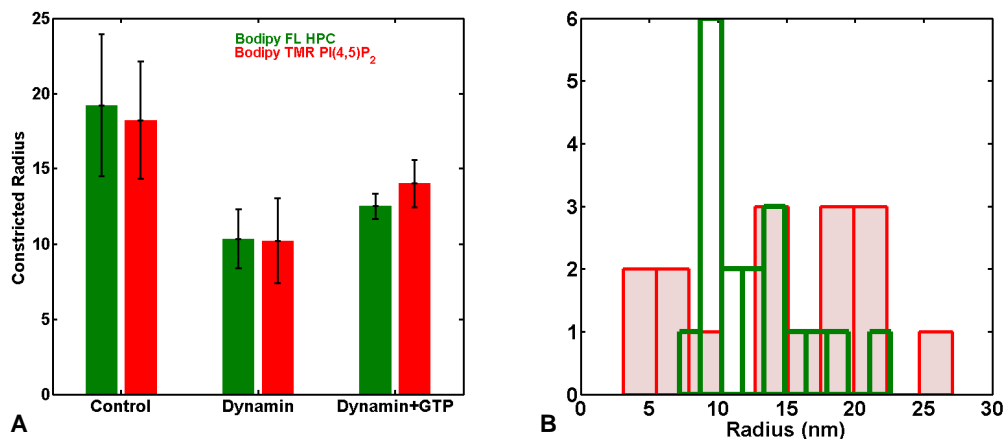 Bodipy FL HPC
Bodipy TMR PI(4,5)P2
Constricted Radius
25
20
15
10
5
0
Control
Dynamin
Dynamin+GTP
A
6
5
4
3
2
1
0
0
5
10
15
20
25
30
Radius (nm)
B